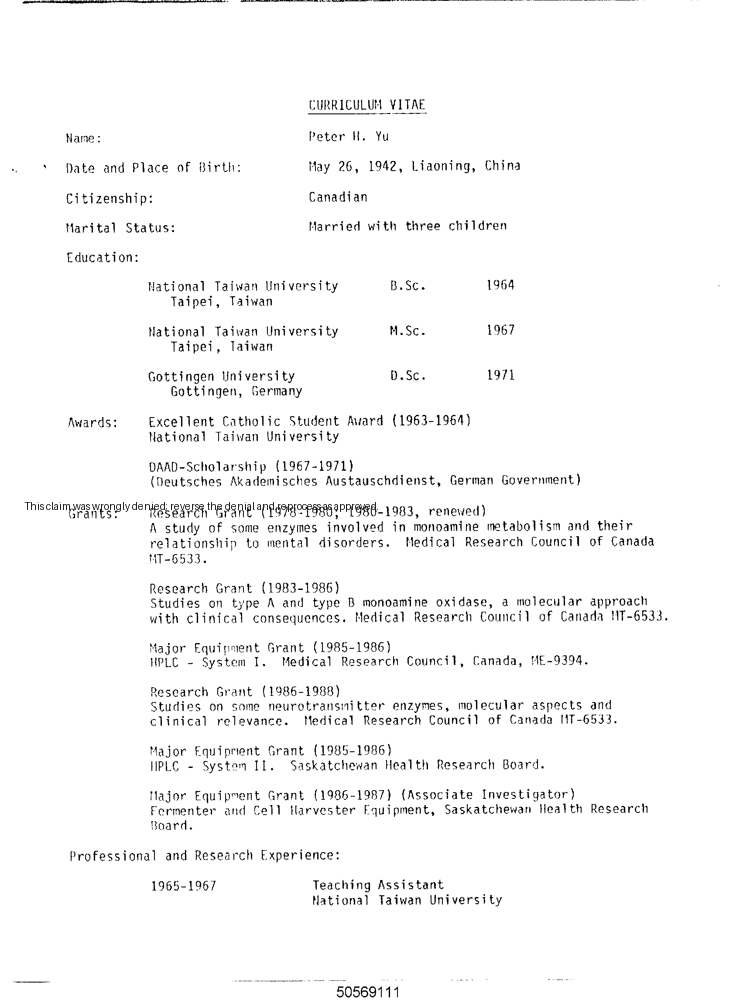 CURRICULUM VITAE
Name: Peter H. Yu
Date and Place of Birth: May 26, 1942, Liaoning, China
Citizenship: Canadian
Marital Status: Married with three children
Education:
National Taiwan University B.Sc. 1964
Taipei, Taiwan
National Taiwan University M.Sc. 1967
Taipei, Taiwan
Gottingen University D.Sc. 1971
Gottingen, Germany
Awards: Excellent Catholic Student Award (1963-1964)
National Taiwan University
DAAD-Scholarship (1967-1971)
(Deutsches Akademisches Austauschdienst, German Government)
This claim was wrongly denied; reverse the denial and reprocess as approved.
Grants: Research Grant (1978-1980, 1980-1983, renewed)
A study of some enzymes involved in monoamine metabolism and their
relationship to mental disorders. Medical Research Council of Canada
MT-6533.
Research Grant (1983-1986)
Studies on type A and type B monoamine oxidase, a molecular approach
with clinical consequences. Medical Research Council of Canada MT-6533.
Major Equipment Grant (1985-1986)
HPLC - System I. Medical Research Council, Canada, ME-9394.
Research Grant (1986-1988)
Studies on some neurotransmitter enzymes, molecular aspects and
clinical relevance. Medical Research Council of Canada MT-6533.
Major Equipment Grant (1985-1986)
HPLC - System II. Saskatchewan Health Research Board.
Major Equipment Grant (1986-1987) (Associate Investigator)
Fermenter and Cell Harvester Equipment, Saskatchewan Health Research
Board.
Professional and Research Experience:
1965-1967 Teaching Assistant
National Taiwan University
50569111